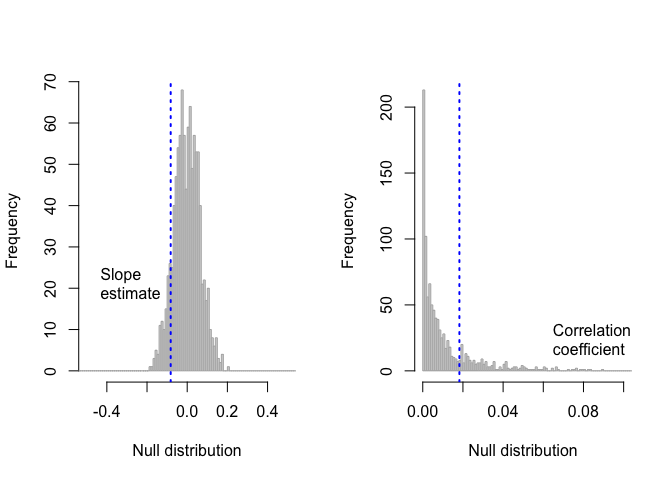 70
60
50
40
30
20
10
0
Frequency
Slope
estimate
-0.4
0.0
0.2
0.4
Null distribution
200
150
100
50
0
Frequency
Correlation
coefficient
0.00
0.04
0.08
Null distribution